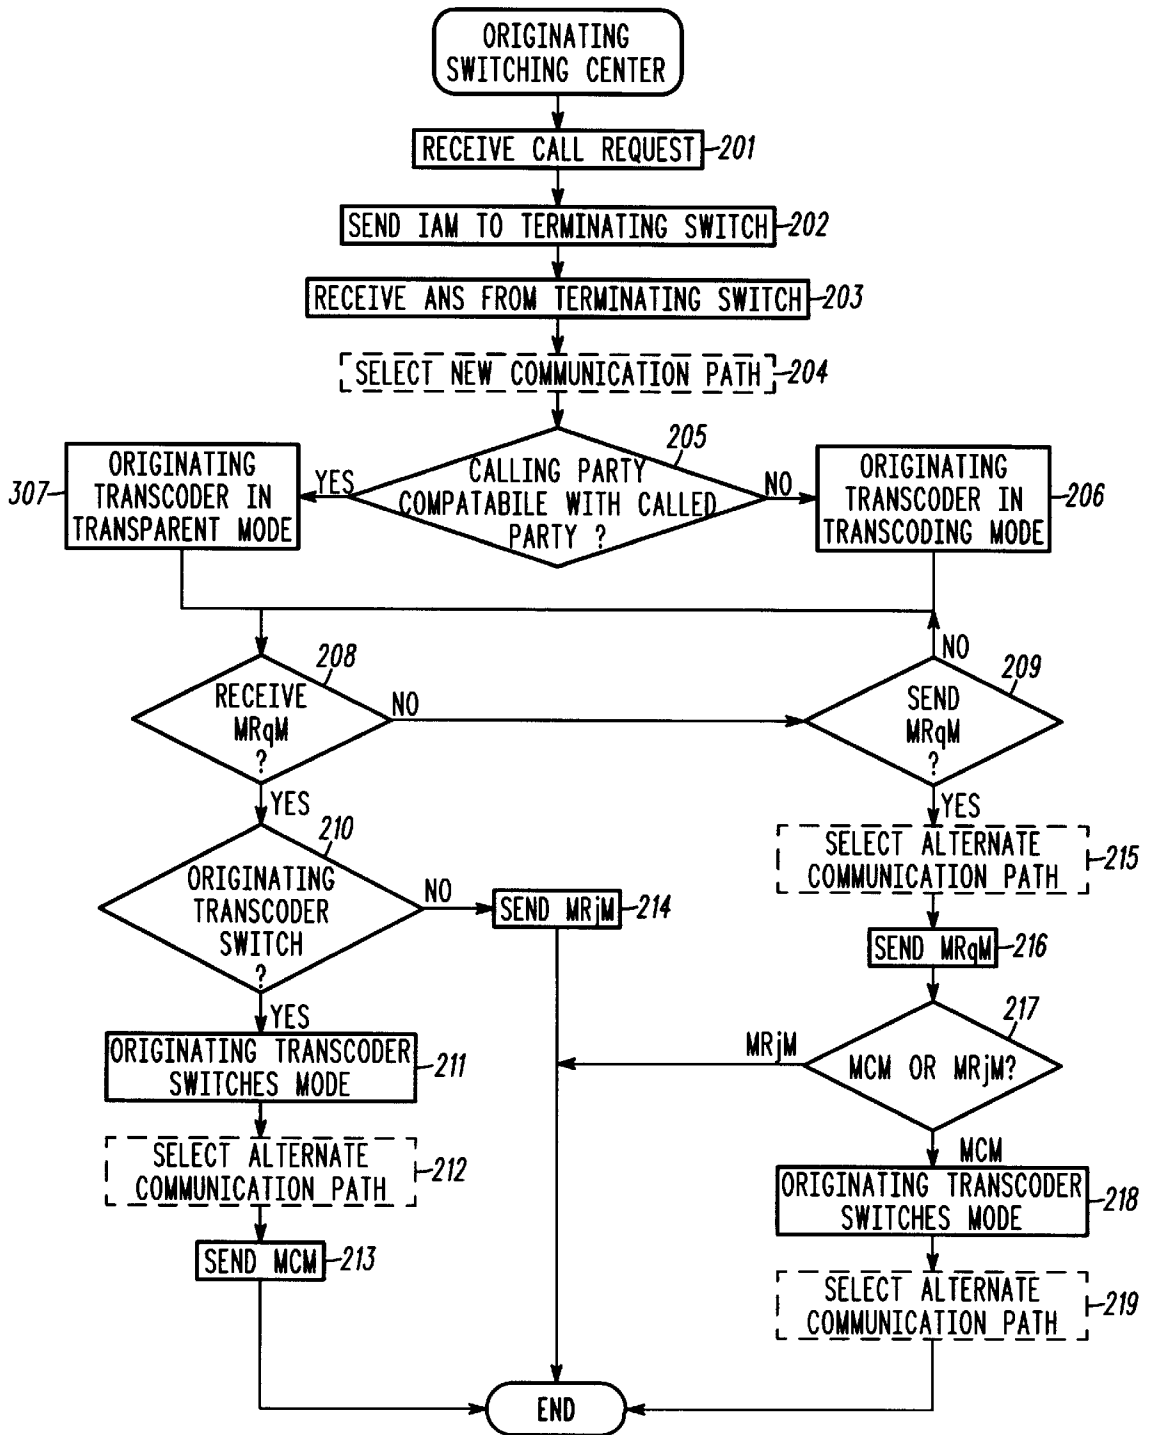 ORIGINATING
SWITCHING CENTER
RECEIVE CALL REQUEST
201
SEND IAM TO TERMINATING SWITCH
202
RECEIVE ANS FROM TERMINATING SWITCH
203
SELECT NEW COMMUNICATION PATH
204
205
CALLING PARTY
COMPATABILE WITH CALLED
PARTY ?
YES
NO
307
ORIGINATING
TRANSCODER IN
TRANSPARENT MODE
ORIGINATING
TRANSCODER IN
TRANSCODING MODE
206
208
RECEIVE
MRqM
?
NO
YES
209
SEND
MRqM
?
NO
YES
210
ORIGINATING
TRANSCODER
SWITCH
?
NO
YES
SEND MRjM
214
SELECT ALTERNATE
COMMUNICATION PATH
215
SEND MRqM
216
217
MCM OR MRjM?
MRjM
MCM
ORIGINATING TRANSCODER
SWITCHES MODE
211
SELECT ALTERNATE
COMMUNICATION PATH
212
SEND MCM
213
ORIGINATING TRANSCODER
SWITCHES MODE
218
SELECT ALTERNATE
COMMUNICATION PATH
219
END